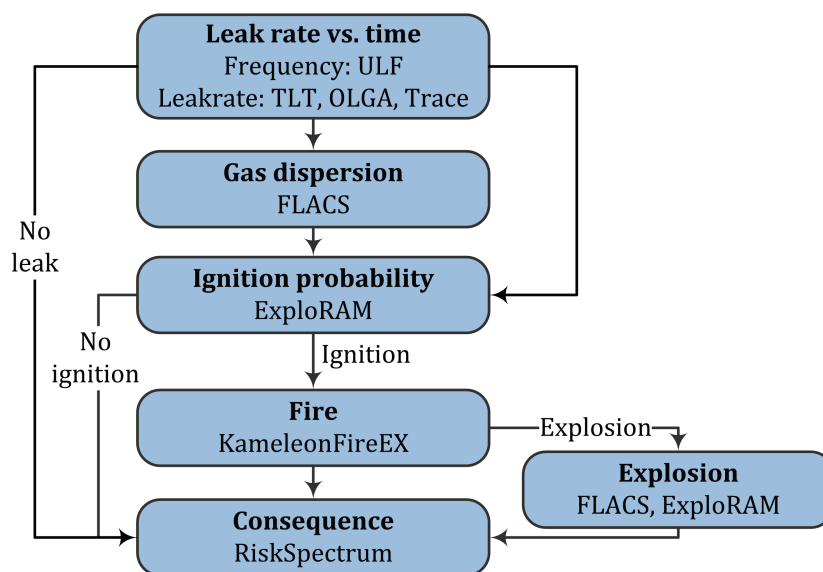 Leak rate vs. time
Frequency: ULF
Leakrate: TLT, OLGA, Trace
Gas dispersion
FLACS
No
leak
Ignition probability
ExploRAM
No
ignition
Ignition
Fire
KameleonFireEX
Explosion
Explosion
FLACS, ExploRAM
Consequence
RiskSpectrum